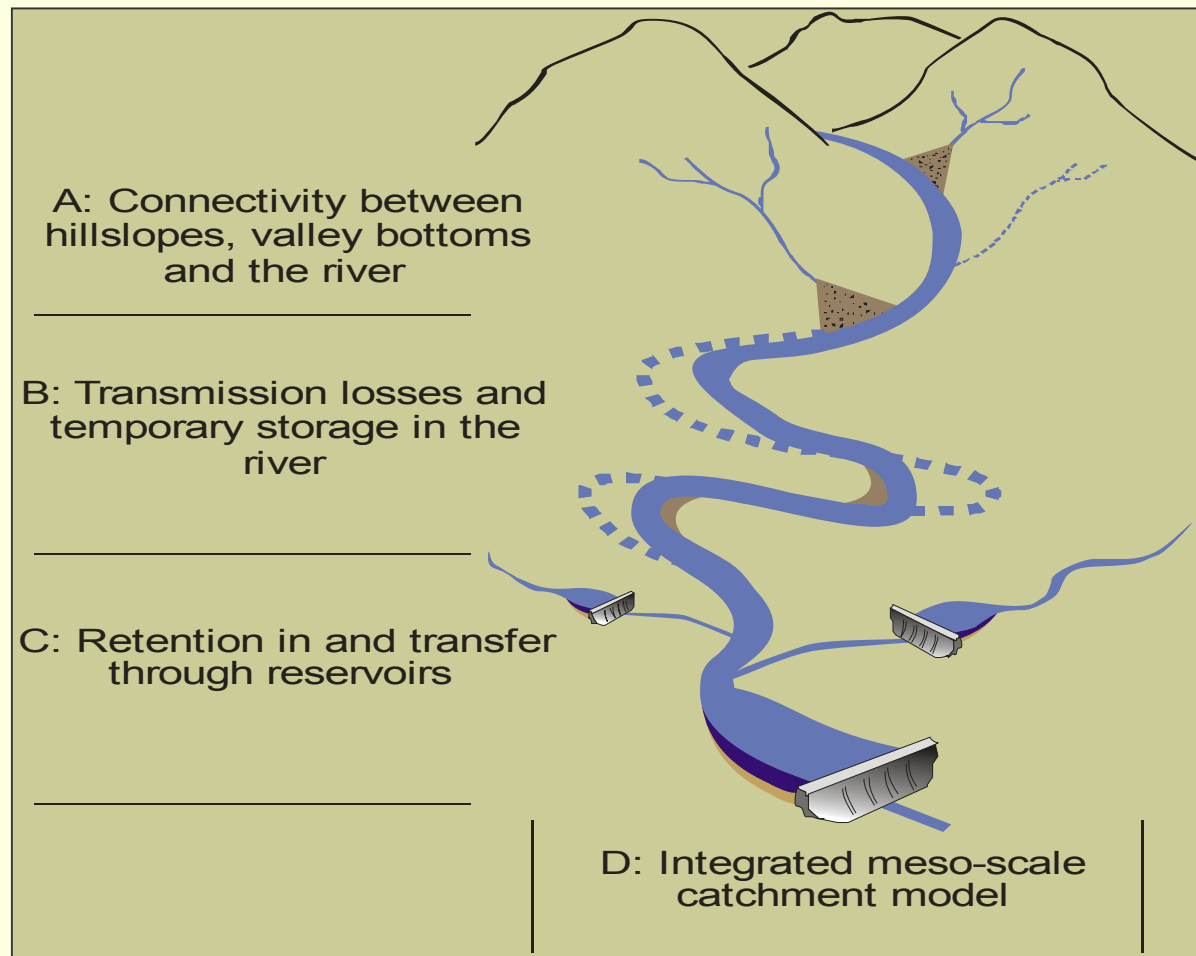 A: Connectivity between
hillslopes, valley bottoms
and the river
B: Transmission losses and
temporary storage in the
river
C: Retention in and transfer
through reservoirs
D: Integrated meso-scale
catchment model